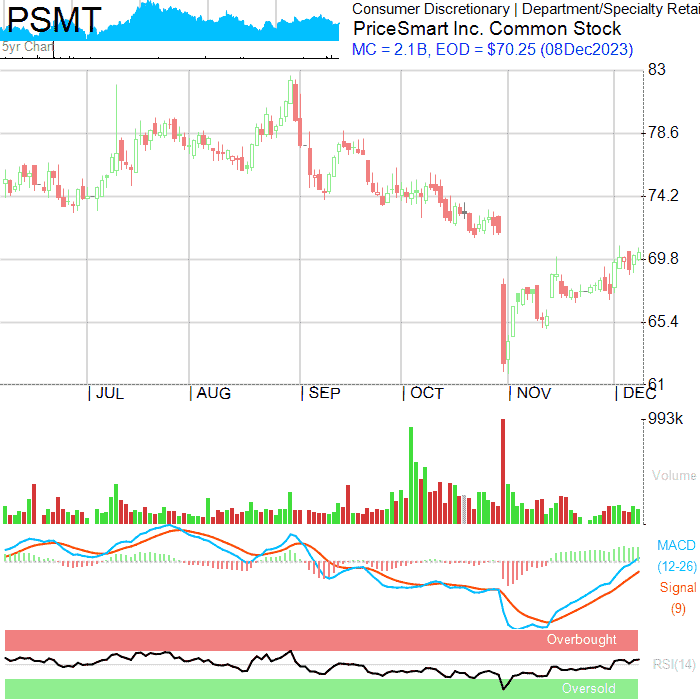 PSMT
5yr Chart
Consumer Discretionary | Department/Specialty Retai
PriceSmart Inc. Common Stock
MC = 2.1B, EOD = $70.25 (08Dec2023)
83
78.6
74.2
69.8
65.4
61
| JUL | AUG | SEP | OCT | NOV | DEC
993k
Volume
MACD
(12-26)
Signal
(9)
Overbought
RSI(14)
Oversold